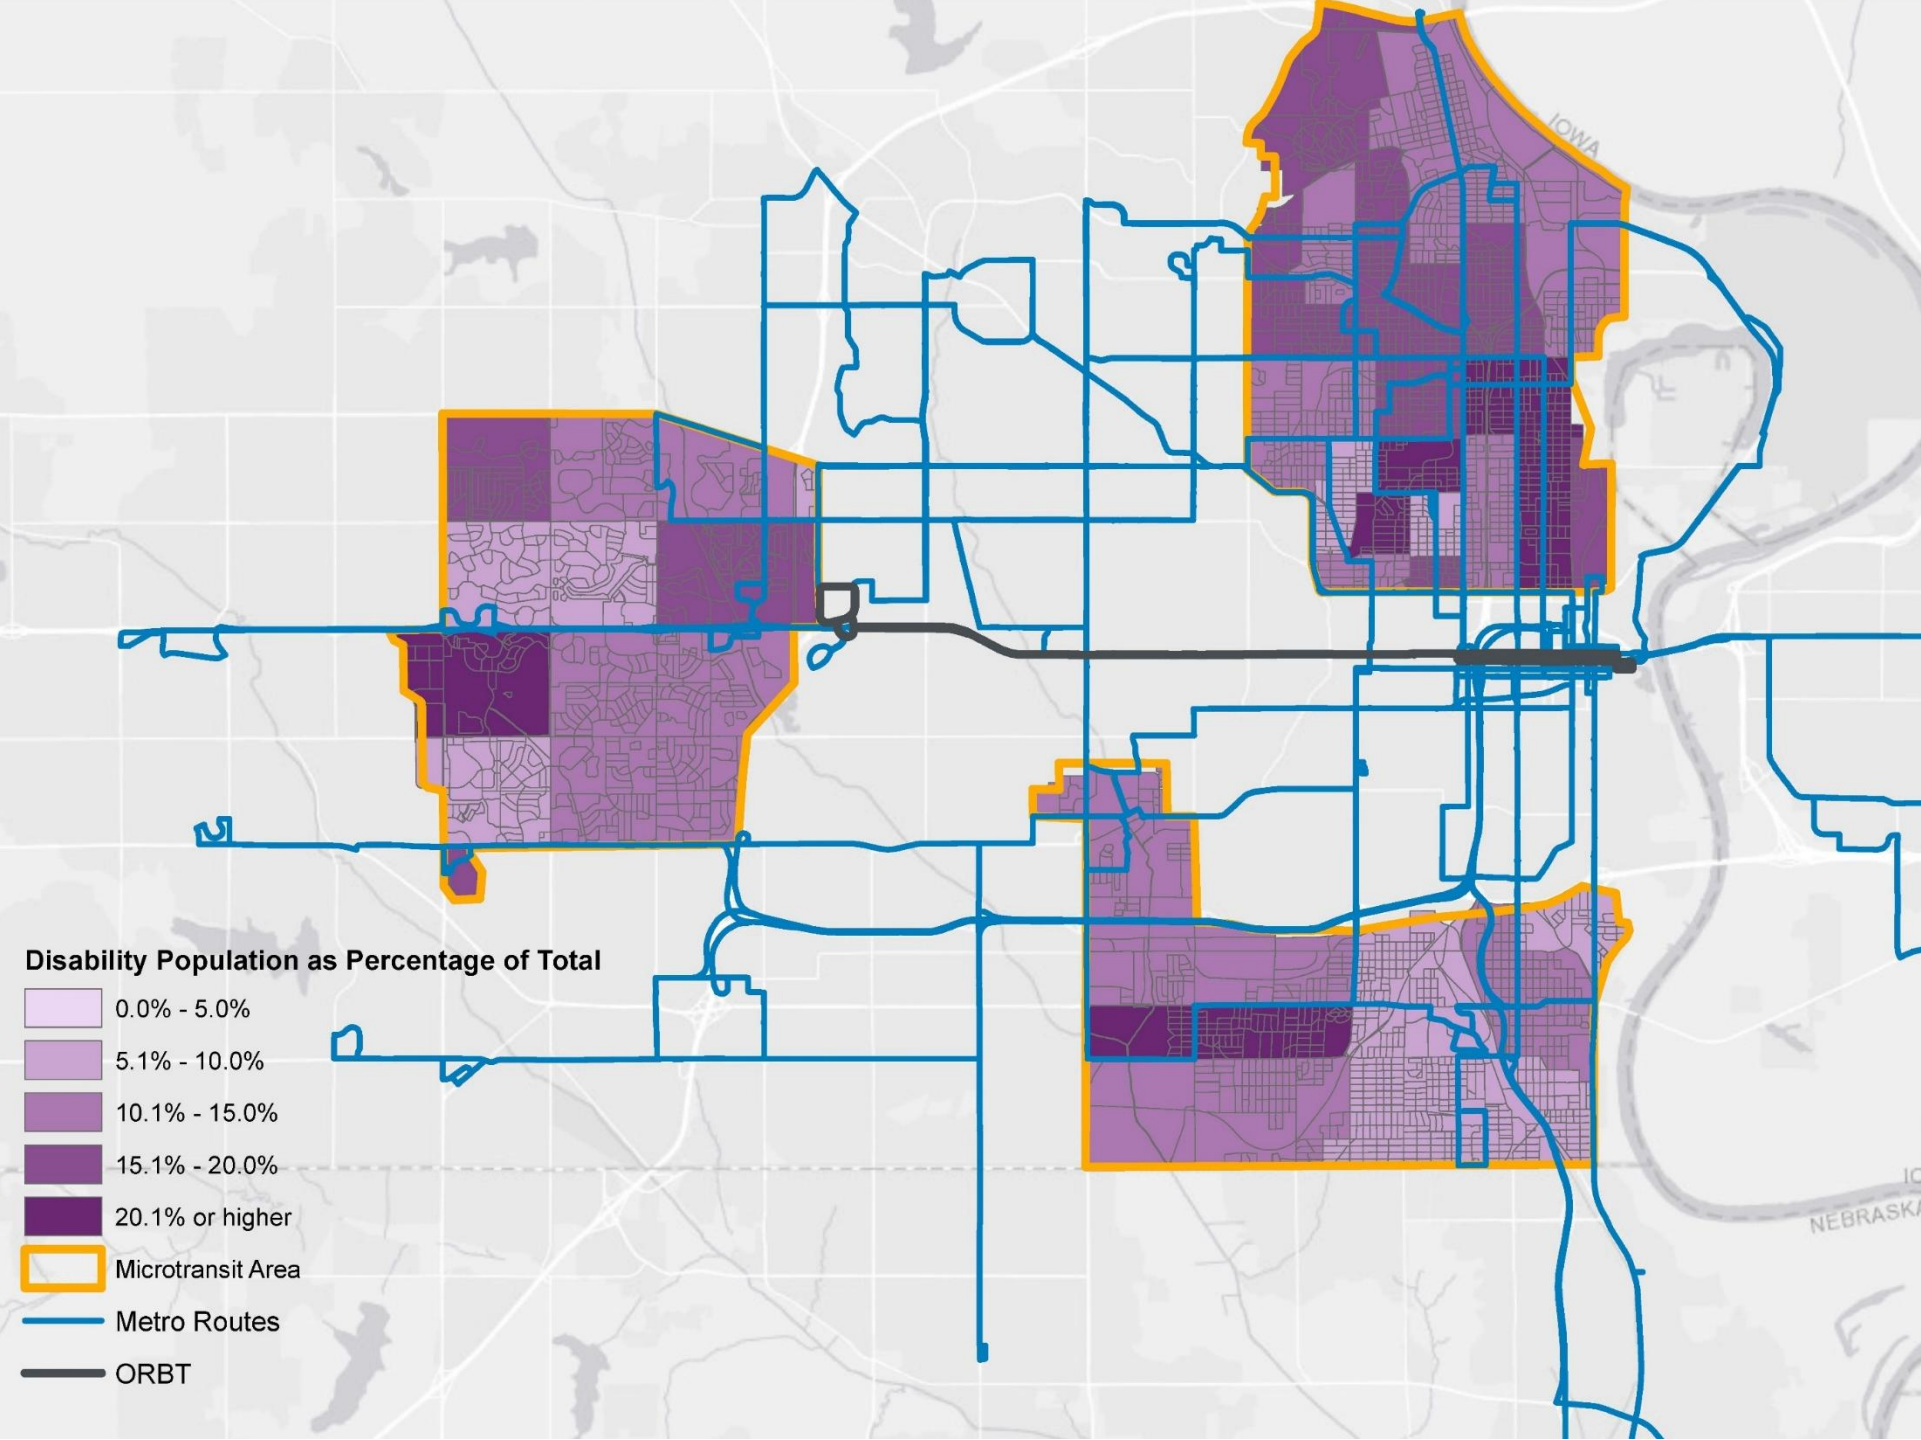 IOWA
Disability Population as Percentage of Total
0.0% - 5.0%
5.1% - 10.0%
10.1% - 15.0%
15.1% - 20.0%
20.1% or higher
Microtransit Area
Metro Routes
ORBT
NEBRASKA